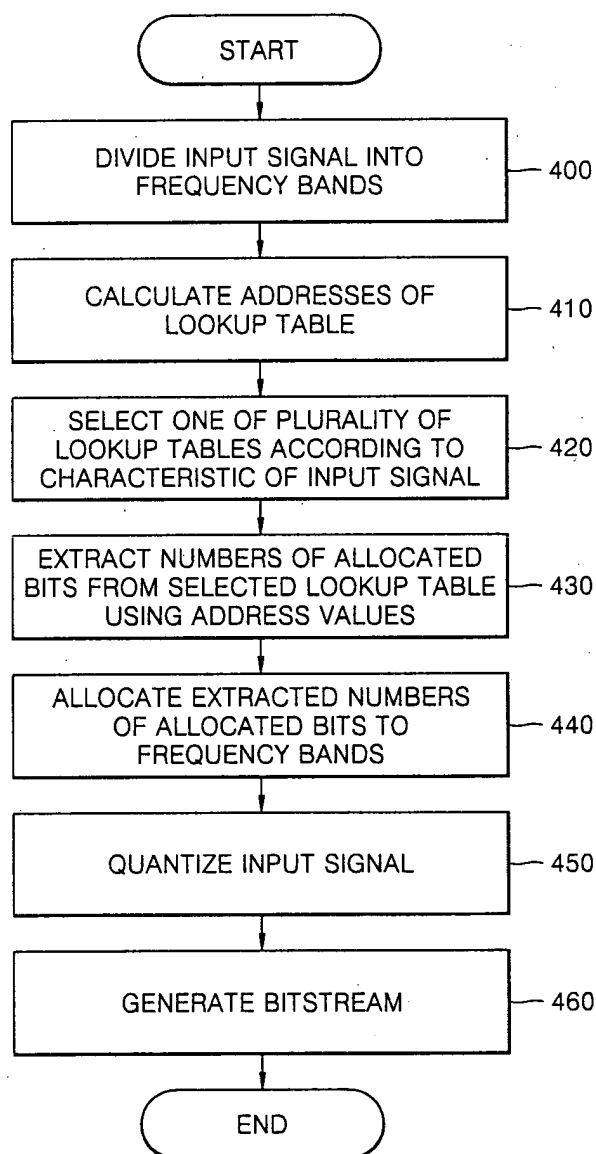 START
DIVIDE INPUT SIGNAL INTO
FREQUENCY BANDS
400
CALCULATE ADDRESSES OF
LOOKUP TABLE
410
SELECT ONE OF PLURALITY OF
LOOKUP TABLES ACCORDING TO
CHARACTERISTIC OF INPUT SIGNAL
420
EXTRACT NUMBERS OF ALLOCATED
BITS FROM SELECTED LOOKUP TABLE
USING ADDRESS VALUES
430
ALLOCATE EXTRACTED NUMBERS
OF ALLOCATED BITS TO
FREQUENCY BANDS
440
QUANTIZE INPUT SIGNAL
450
GENERATE BITSTREAM
460
END